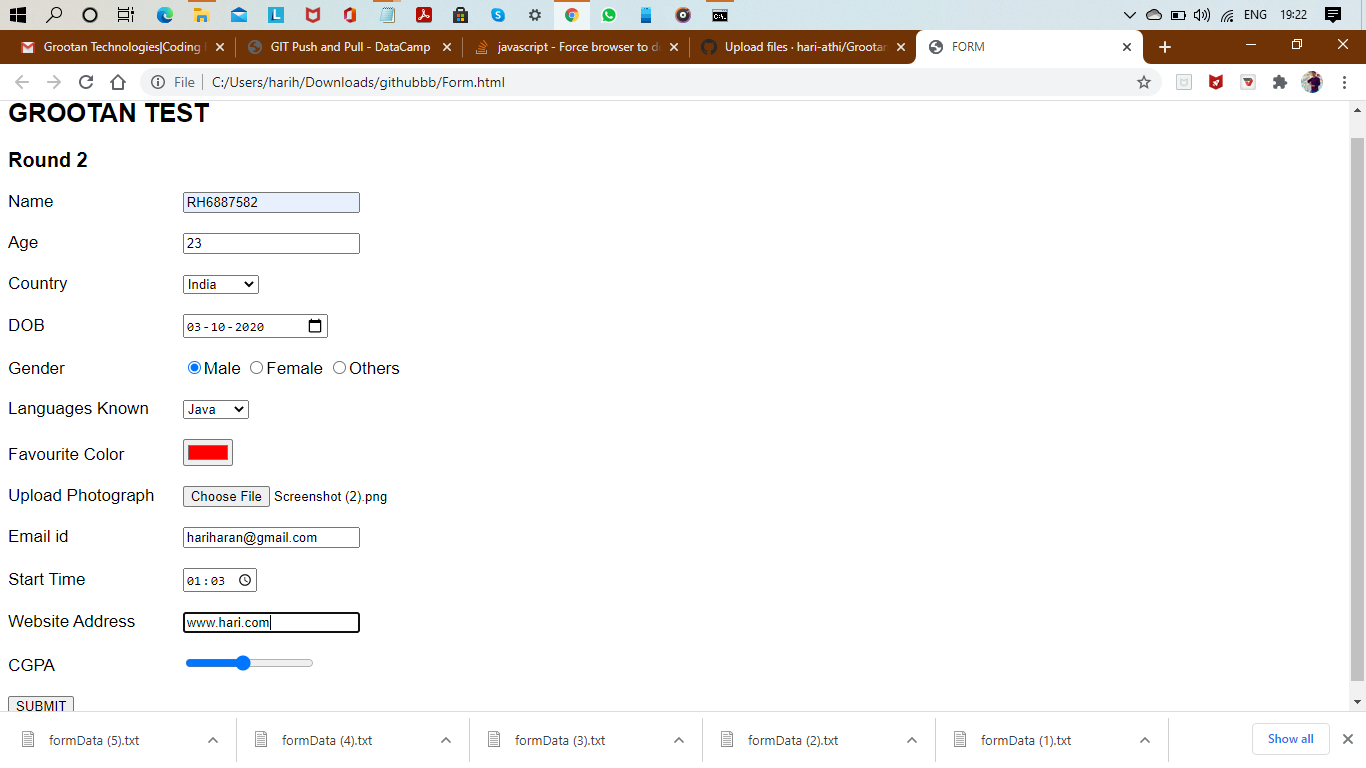 ENG 19:22
Grootan Technologies|Coding
GIT Push and Pull - DataCamp
javascript - Force browser to d
Upload files · hari-athi/Grootan
FORM
File C:/Users/harih/Downloads/githubbb/Form.html
GROOTAN TEST
Round 2
Name RH6887582
Age 23
Country India
DOB 03-10-2020
Gender Male Female Others
Languages Known Java
Favourite Color
Upload Photograph Choose File Screenshot (2).png
Email id hariharan@gmail.com
Start Time 01:03
Website Address www.hari.com
CGPA
SUBMIT
formData (5).txt
formData (4).txt
formData (3).txt
formData (2).txt
formData (1).txt
Show all